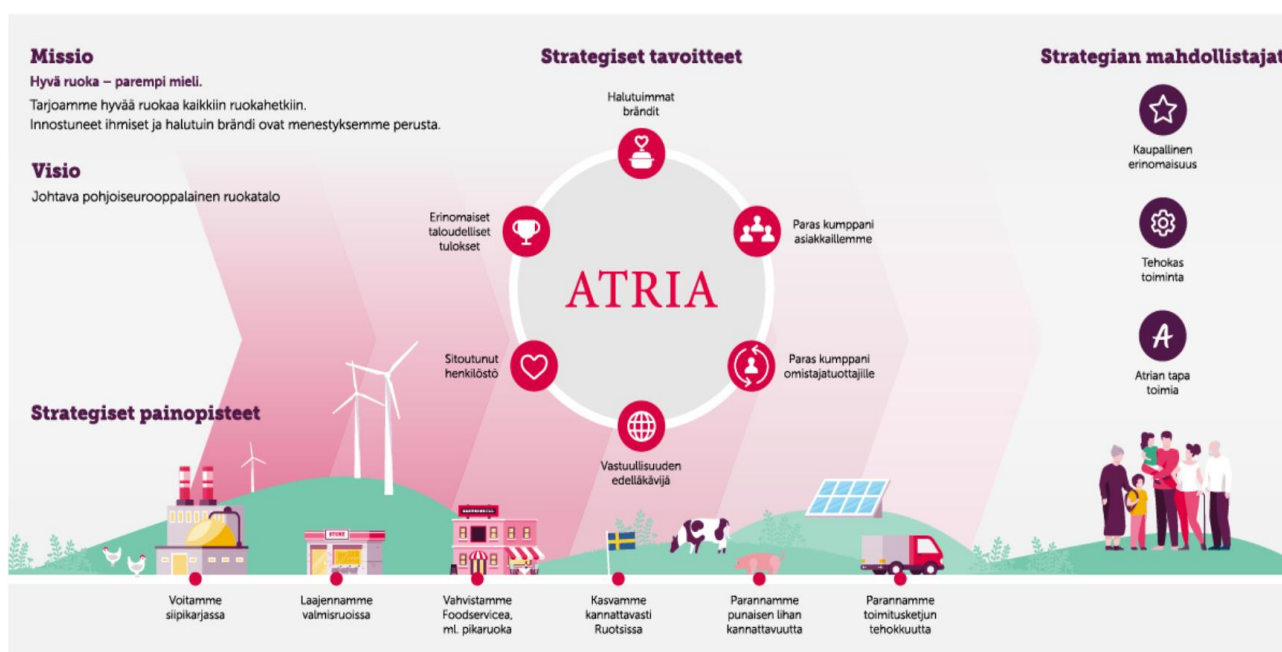 Missio
Hyvä ruoka – parempi mieli.
Tarjoamme hyvää ruokaa kaikkiin ruokahetkiin.
Innostuneet ihmiset ja halutuin brändi ovat menestyksemme perusta.
Visio
Johtava pohjoiseurooppalainen ruokatalo
Strategiset tavoitteet
Halutuimmat
brändit
Paras kumppani
asiakkaillemme
Paras kumppani
omistajatuottajille
Vastuullisuuden
edelläkävijä
Sitoutunut
henkilöstö
Erinomaiset
taloudelliset
tulokset
ATRIA
Strategian mahdollistajat
Kaupallinen
erinomaisuus
Tehokas
toiminta
A
Atrian tapa
toimia
Strategiset painopisteet
STORE
Voitamme
siipikarjassa
Laajennamme
valmisruoissa
Vahvistamme
Foodservicea,
ml. pikaruoka
Kasvamme
kannattavasti
Ruotsissa
Parannamme
punaisen lihan
kannattavuutta
Parannamme
toimitusketjun
tehokkuutta